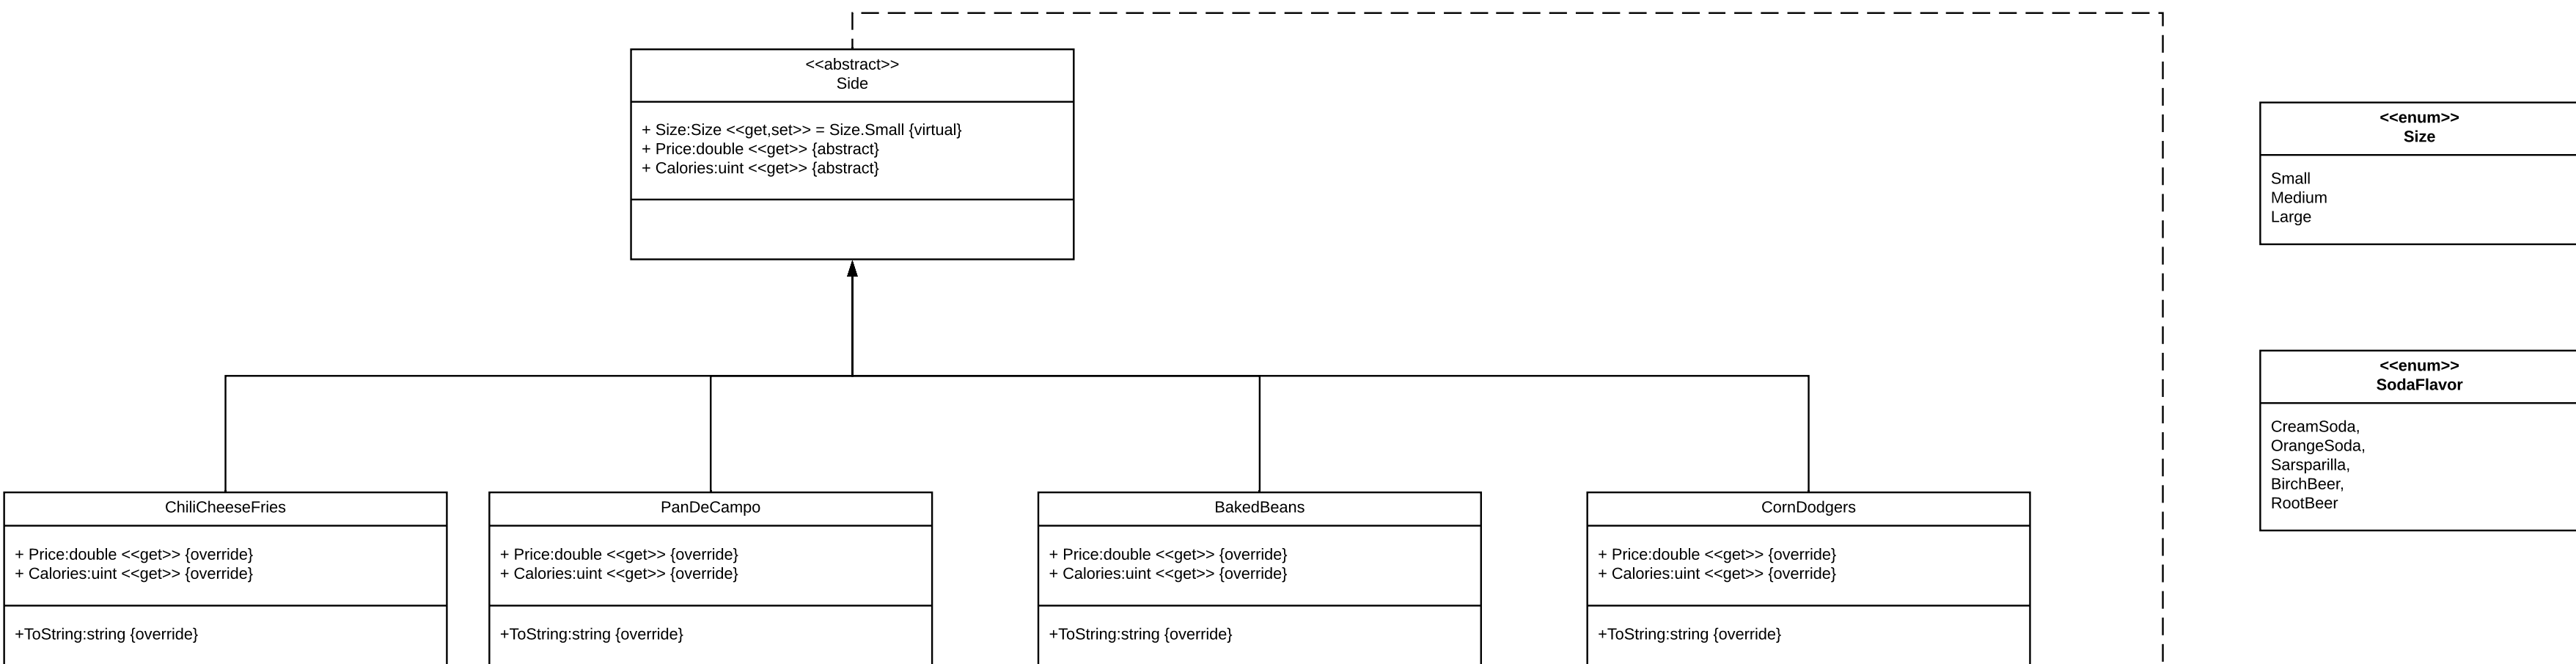 <<abstract>>
Side
+ Size:Size <<get,set>> = Size.Small {virtual}
+ Price:double <<get>> {abstract}
+ Calories:uint <<get>> {abstract}
<<enum>>
Size
Small
Medium
Large
<<enum>>
SodaFlavor
CreamSoda,
OrangeSoda,
Sarsparilla,
BirchBeer,
RootBeer
ChiliCheeseFries
+ Price:double <<get>> {override}
+ Calories:uint <<get>> {override}
+ToString:string {override}
PanDeCampo
+ Price:double <<get>> {override}
+ Calories:uint <<get>> {override}
+ToString:string {override}
BakedBeans
+ Price:double <<get>> {override}
+ Calories:uint <<get>> {override}
+ToString:string {override}
CornDodgers
+ Price:double <<get>> {override}
+ Calories:uint <<get>> {override}
+ToString:string {override}